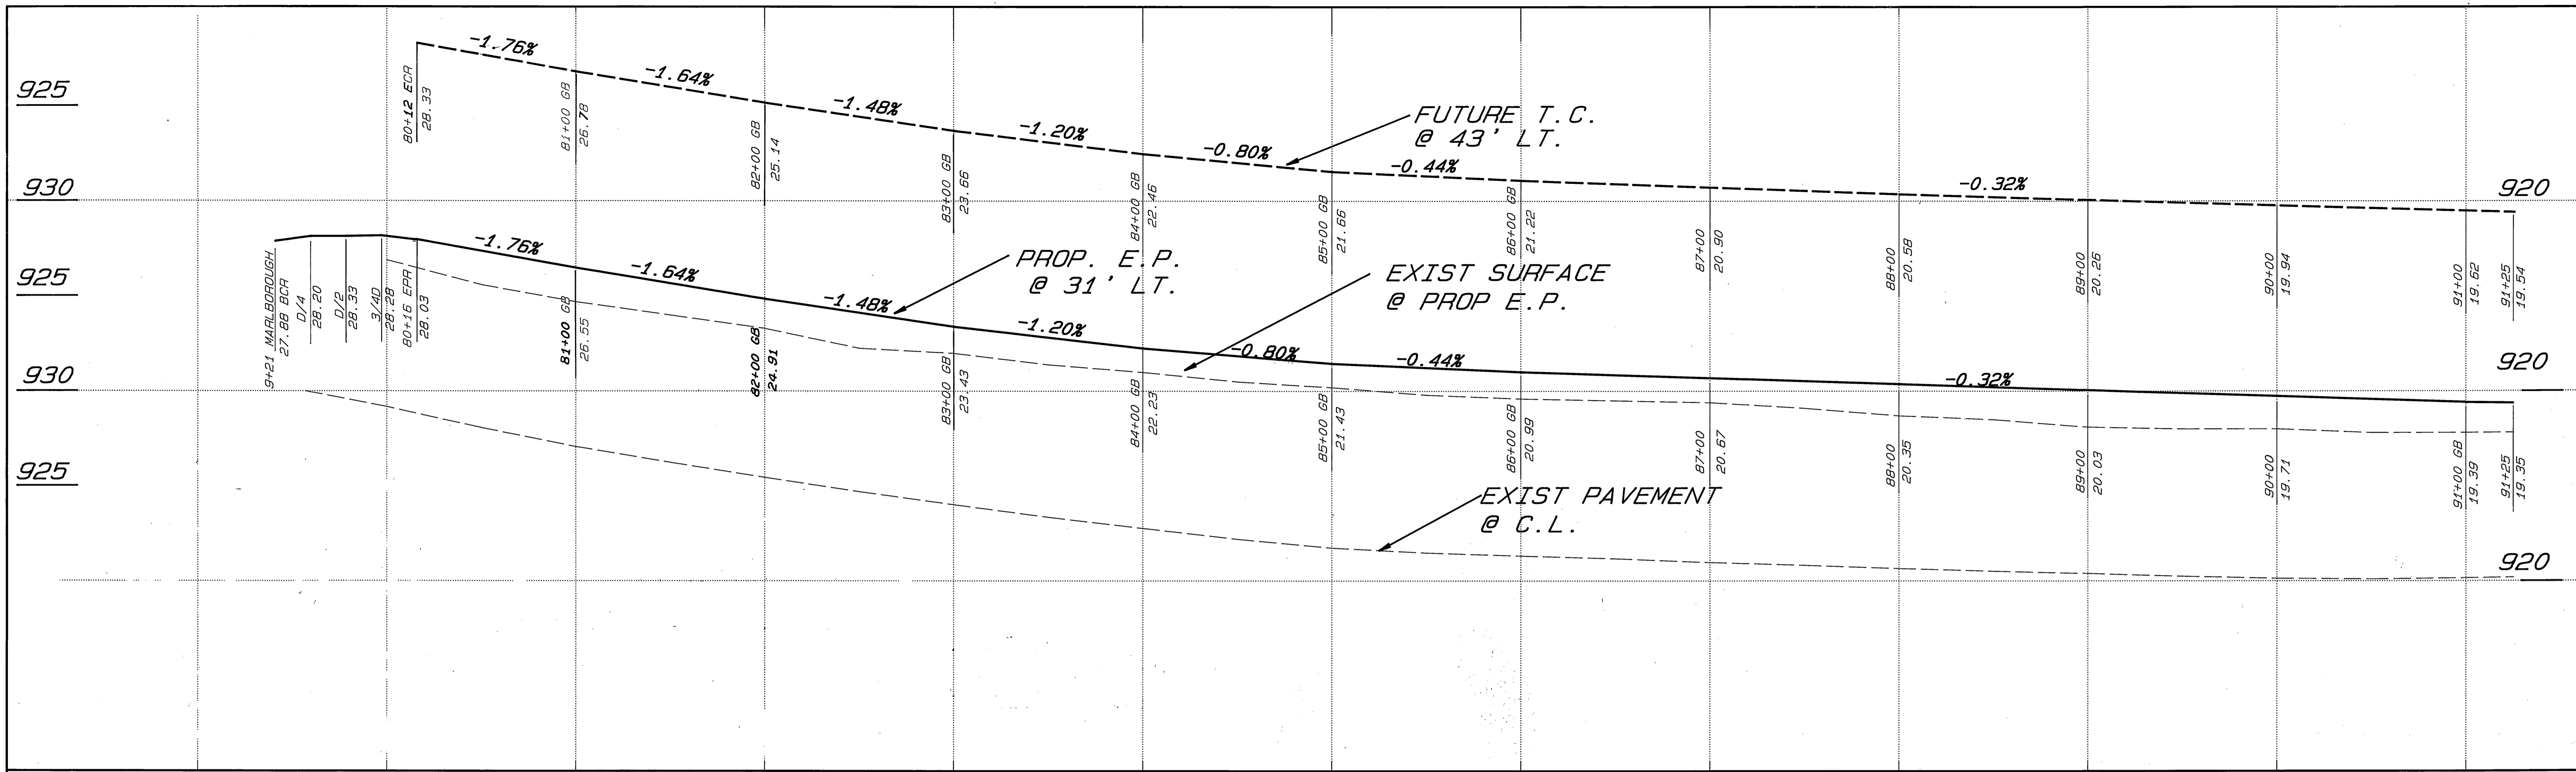 -1.76%
-1.64%
-1.48%
-1.20%
-0.80%
-0.44%
-0.32%
925
930
920
80+12 ECR
28.33
81+00 GB
26.78
82+00 GB
25.14
83+00 GB
23.66
84+00 GB
22.46
85+00 GB
21.66
86+00 GB
21.22
87+00
20.90
88+00
20.58
89+00
20.26
90+00
19.94
91+00
19.62
91+25
19.54
FUTURE T.C.
@ 43' LT.
-1.76%
-1.64%
-1.48%
-1.20%
-0.80%
-0.44%
-0.32%
925
930
920
9+21 MARLBOROUGH
27.88 BCR
D/4
28.20
D/2
28.33
3/4D
28.28
80+16 EPR
28.03
81+00 GB
26.55
82+00 GB
24.91
83+00 GB
23.43
84+00 GB
22.23
85+00 GB
21.43
86+00 GB
20.99
87+00
20.67
88+00
20.35
89+00
20.03
90+00
19.71
91+00 GB
19.39
91+25
19.35
PROP. E.P.
@ 31' LT.
EXIST SURFACE
@ PROP E.P.
925
EXIST PAVEMENT
@ C.L.
920